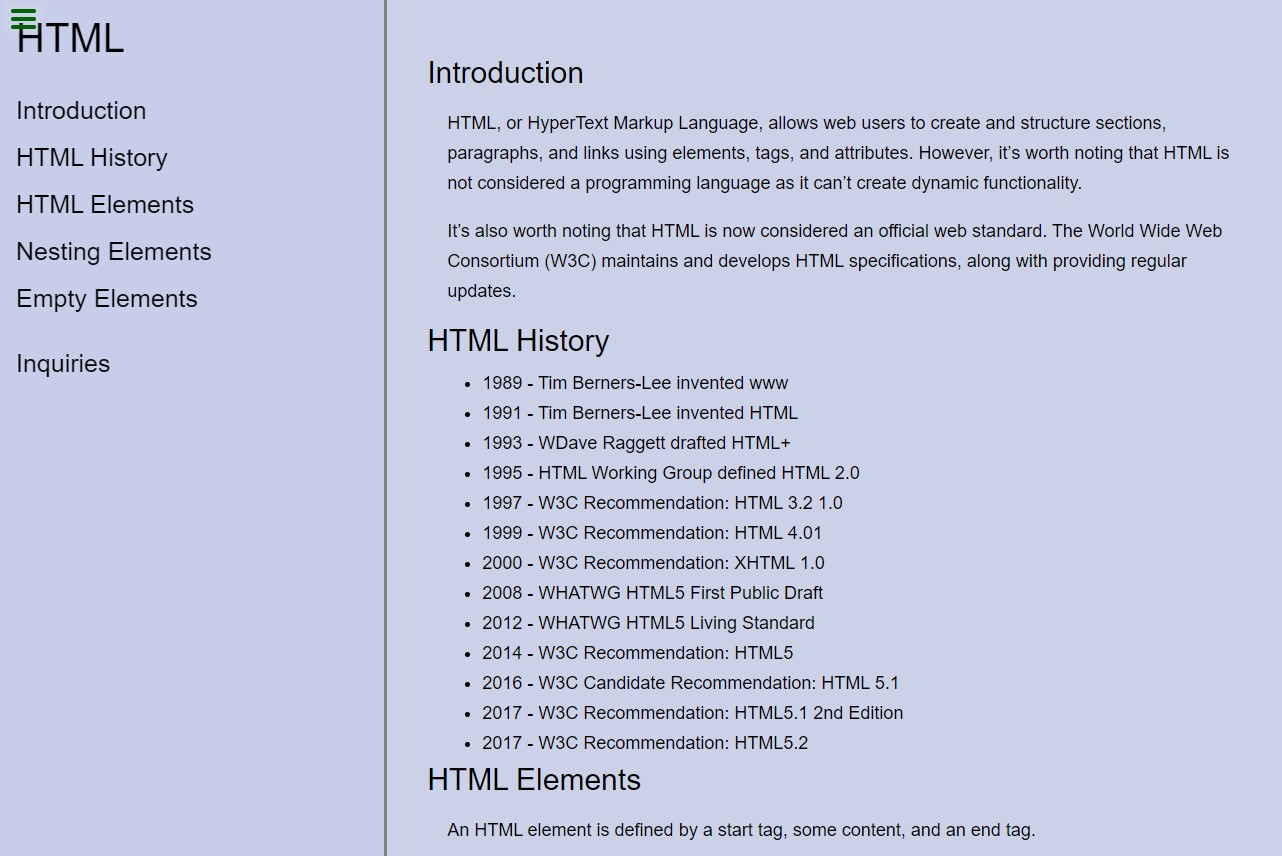 HTML
Introduction
HTML History
HTML Elements
Nesting Elements
Empty Elements
Inquiries
Introduction
HTML, or HyperText Markup Language, allows web users to create and structure sections,
paragraphs, and links using elements, tags, and attributes. However, it’s worth noting that HTML is
not considered a programming language as it can’t create dynamic functionality.
It’s also worth noting that HTML is now considered an official web standard. The World Wide Web
Consortium (W3C) maintains and develops HTML specifications, along with providing regular
updates.
HTML History
• 1989 - Tim Berners-Lee invented www
• 1991 - Tim Berners-Lee invented HTML
• 1993 - WDave Raggett drafted HTML+
• 1995 - HTML Working Group defined HTML 2.0
• 1997 - W3C Recommendation: HTML 3.2 1.0
• 1999 - W3C Recommendation: HTML 4.01
• 2000 - W3C Recommendation: XHTML 1.0
• 2008 - WHATWG HTML5 First Public Draft
• 2012 - WHATWG HTML5 Living Standard
• 2014 - W3C Recommendation: HTML5
• 2016 - W3C Candidate Recommendation: HTML 5.1
• 2017 - W3C Recommendation: HTML5.1 2nd Edition
• 2017 - W3C Recommendation: HTML5.2
HTML Elements
An HTML element is defined by a start tag, some content, and an end tag.